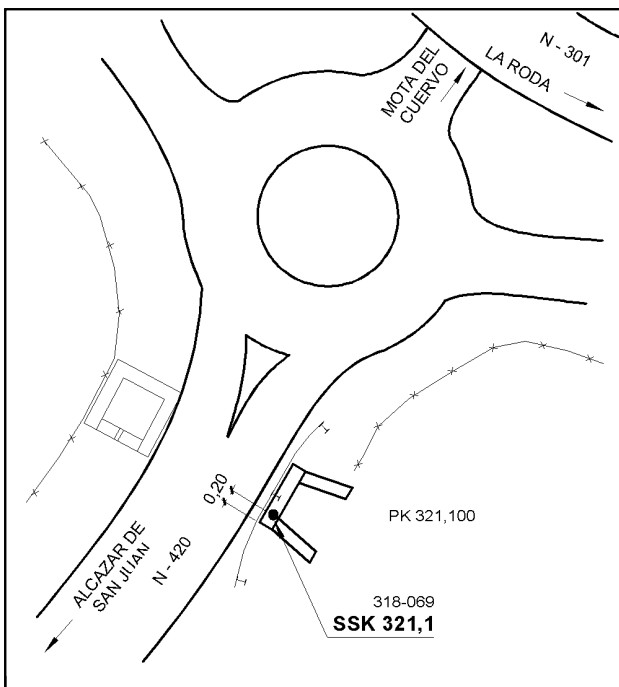 N - 301
LA RODA
MOTA DEL
CUERVO
0,20
PK 321,100
ALCAZAR DE
SAN JUAN
N - 420
318-069
SSK 321,1